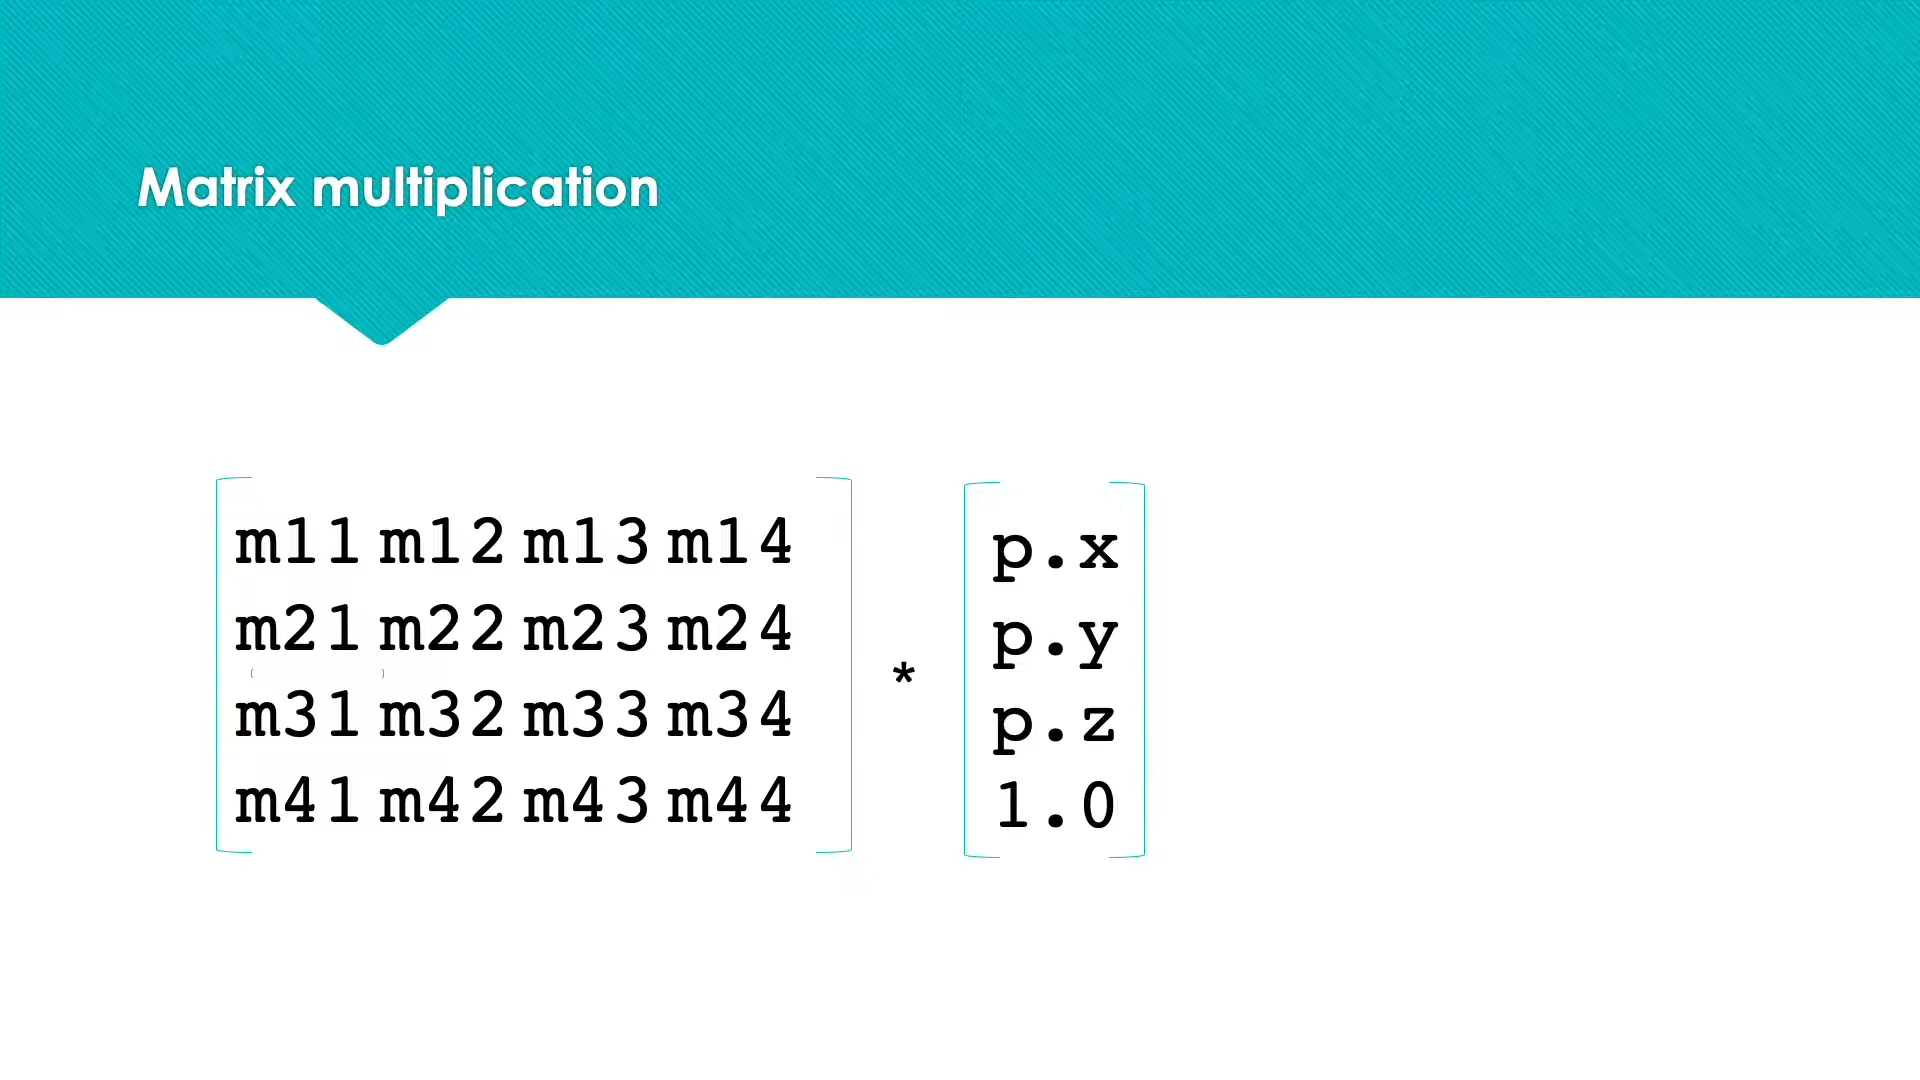 Matrix multiplication
m11 m12 m13 m14
m21 m22 m23 m24
m31 m32 m33 m34
m41 m42 m43 m44
*
p.x
p.y
p.z
1.0